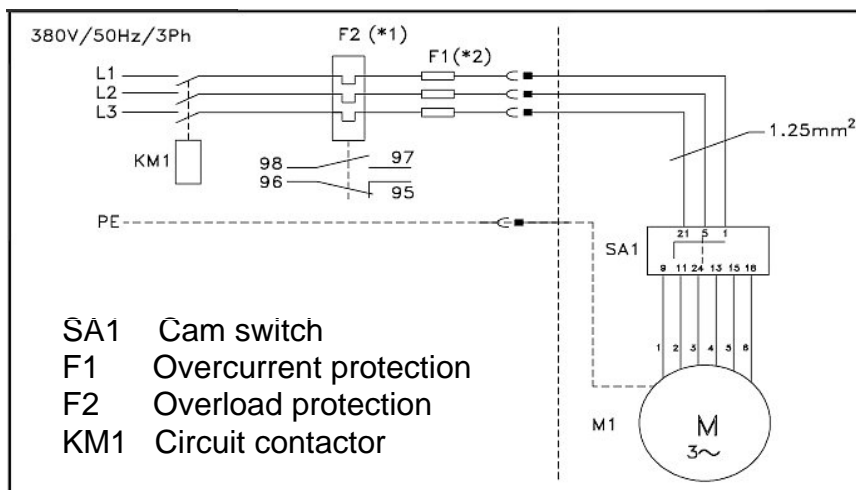 380V/50Hz/3Ph
F2 (*1)
F1(*2)
L1
L2
L3
1.25mm²
KM1
98
97
96
95
PE
21 5 1
SA1
9 11 24 13 15 18
1 2 3 4 5 6
M1
M
3~
SA1 Cam switch
F1 Overcurrent protection
F2 Overload protection
KM1 Circuit contactor